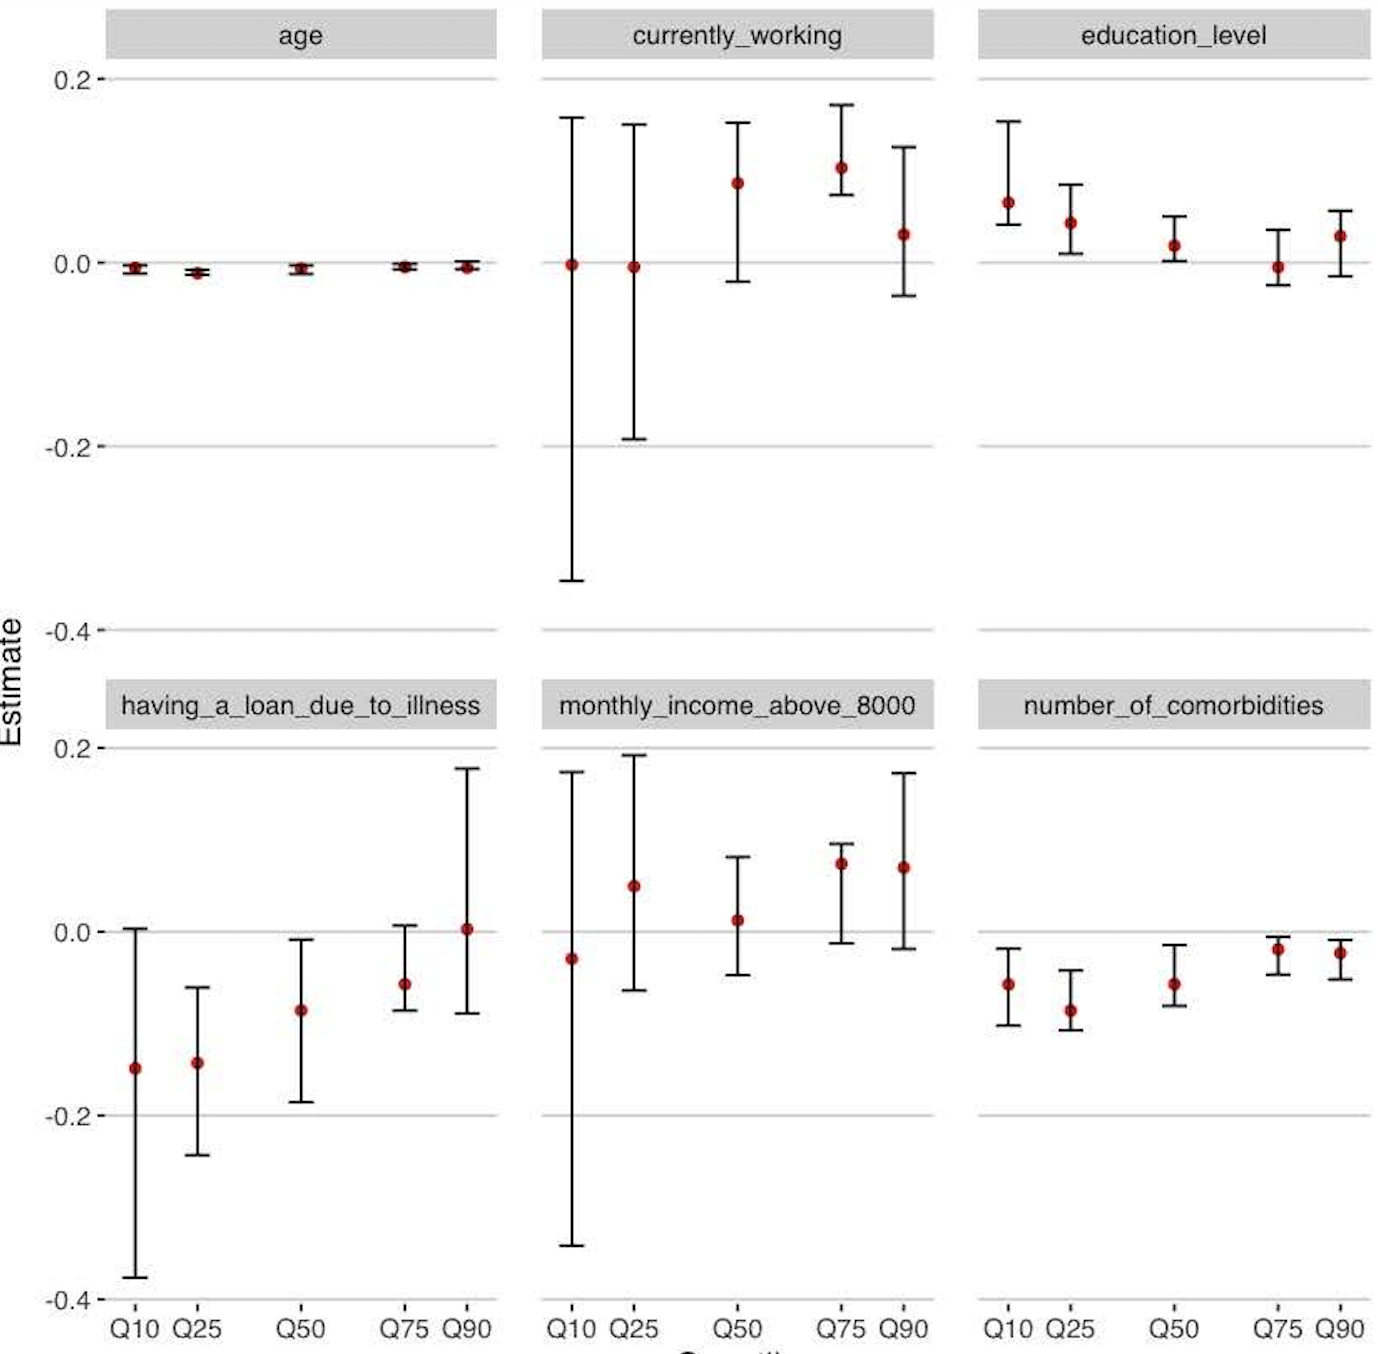 age currently_working education_level
0.2
0.0
-0.2
-0.4
Estimate
having_a_loan_due_to_illness monthly_income_above_8000 number_of_comorbidities
0.2
0.0
-0.2
-0.4
Q10 Q25 Q50 Q75 Q90 Q10 Q25 Q50 Q75 Q90 Q10 Q25 Q50 Q75 Q90